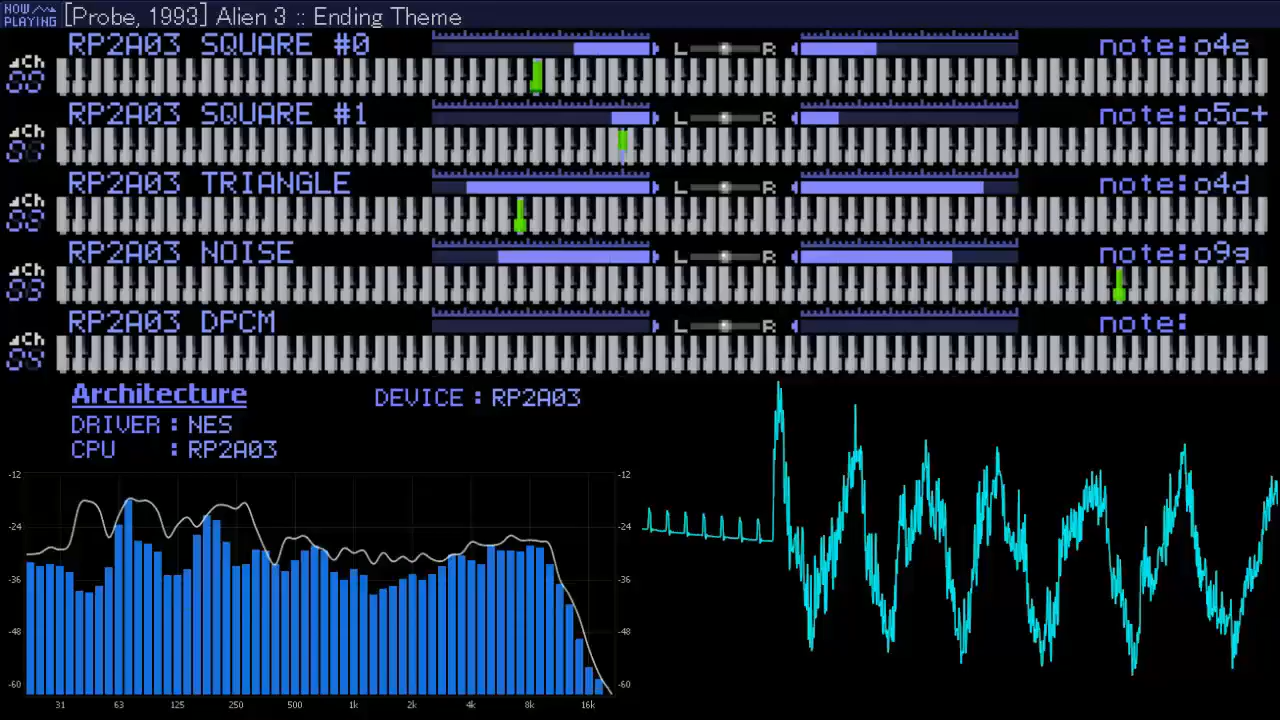 NOW PLAYING [Probe, 1993] Alien 3 :: Ending Theme
RP2A03 SQUARE #0 L R note:o4e
Ch 00
RP2A03 SQUARE #1 L R note:o5c+
Ch 01
RP2A03 TRIANGLE L R note:o4d
Ch 02
RP2A03 NOISE L R note:o9g
Ch 03
RP2A03 DPCM L R note:
Ch 04
Architecture
DEVICE : RP2A03
DRIVER : NES
CPU : RP2A03
-12 -12
-24 -24
-36 -36
-48 -48
-60 -60
31 63 125 250 500 1k 2k 4k 8k 16k